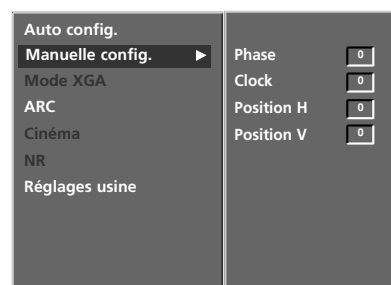 Auto config.
Manuelle config. ▶
Mode XGA
ARC
Cinéma
NR
Réglages usine
Phase 0
Clock 0
Position H 0
Position V 0